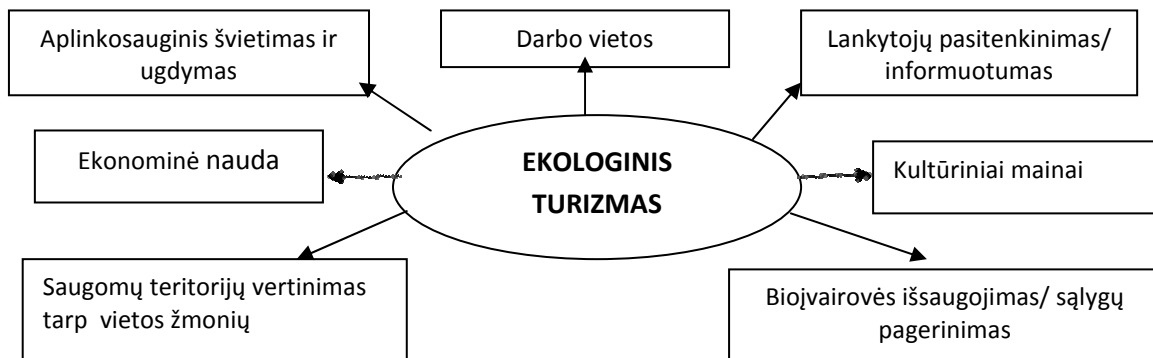 Aplinkosauginis švietimas ir
ugdymas
Darbo vietos
Lankytojų pasitenkinimas/
informuotumas
Ekonominė nauda
EKOLOGINIS
TURIZMAS
Kultūriniai mainai
Saugomų teritorijų vertinimas
tarp vietos žmonių
Bioįvairovės išsaugojimas/ sąlygų
pagerinimas